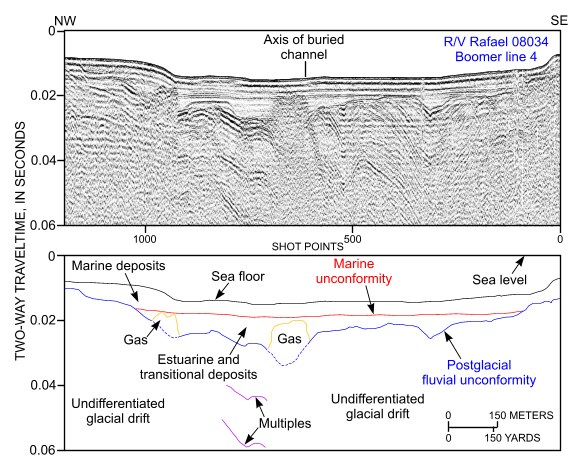 NW
SE
0
Axis of buried
channel
R/V Rafael 08034
Boomer line 4
0.02
0.04
0.06
1000
500
0
SHOT POINTS
TWO-WAY TRAVELTIME, IN SECONDS
0
Marine deposits
Sea floor
Marine
unconformity
Sea level
0.02
Gas
Gas
Estuarine and
transitional deposits
Postglacial
fluvial unconformity
0.04
Undifferentiated
glacial drift
Multiples
Undifferentiated
glacial drift
0 150 METERS
0 150 YARDS
0.06